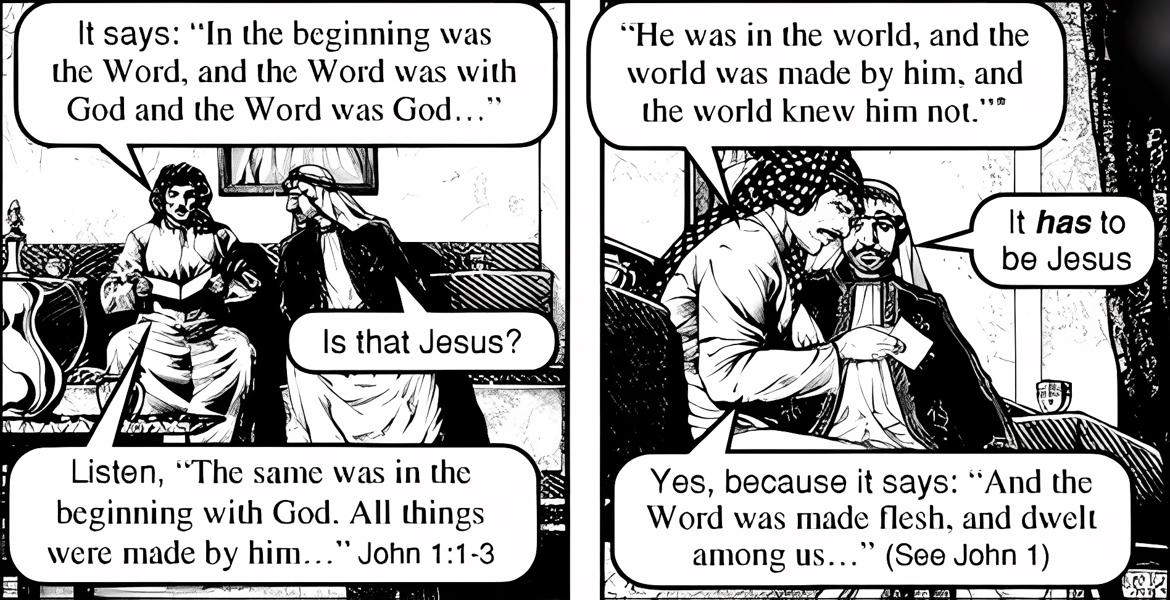 It says: “In the beginning was
the Word, and the Word was with
God and the Word was God...”
Is that Jesus?
Listen, “The same was in the
beginning with God. All things
were made by him...” John 1:1-3
“He was in the world, and the
world was made by him, and
the world knew him not.”
It has to
be Jesus
Yes, because it says: “And the
Word was made flesh, and dwelt
among us...” (See John 1)